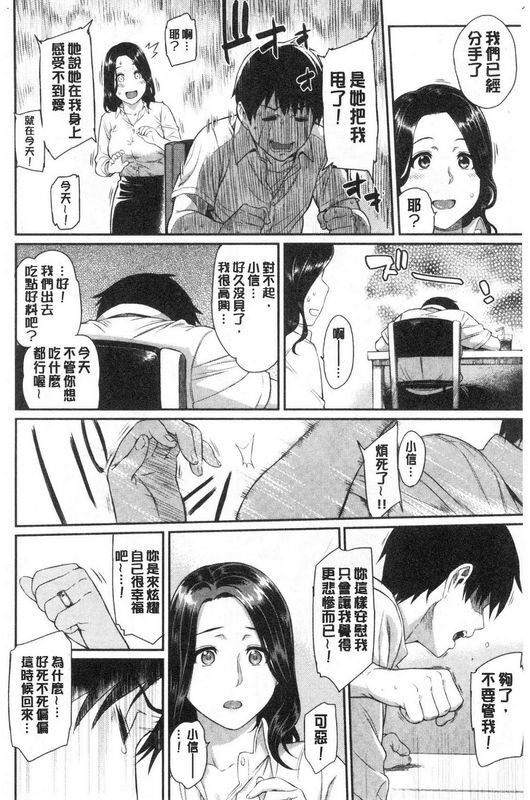 我們已經
分手了
耶？
是她把我
甩了！
啊…
耶？
她說她在我身上
感受不到愛
就在今天！
今天～！
啊——
對不起，
小信…
好久沒見了，
我很高興…
…好！
我們出去
吃點好料吧？
今天
不管你想
吃什麼
都行喔～
小信…
煩死了～！！
夠了，
不要管我！
妳這樣安慰我
只會讓我覺得
更悲慘而已～！
妳是來炫耀
自己很幸福
吧～…！
可惡！
小信…！
為什麼～…
好死不死偏偏
這時候回來…